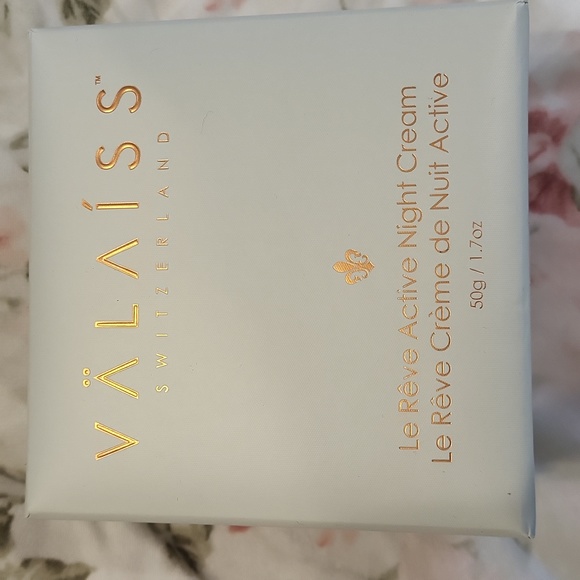 VÄLAÍSS™
SWITZERLAND
Le Rêve Active Night Cream
Le Rêve Crème de Nuit Active
50g / 1.7oz